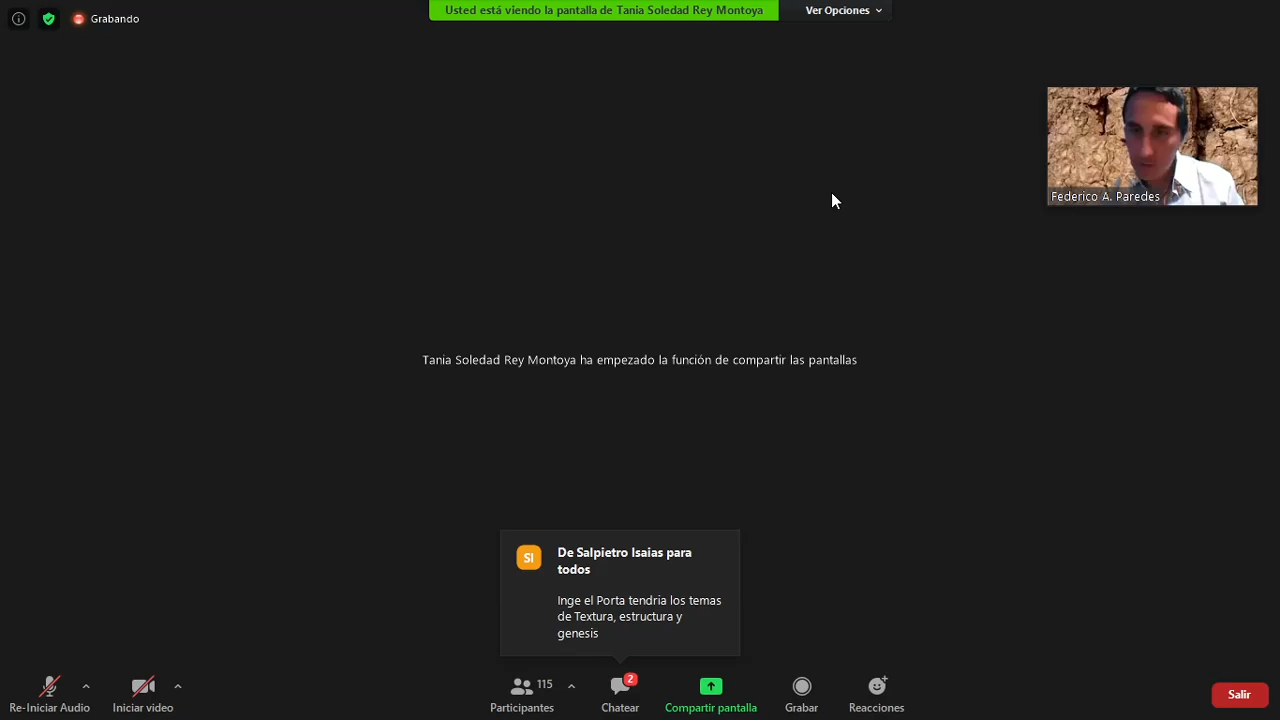 Grabando
Usted está viendo la pantalla de Tania Soledad Rey Montoya
Ver Opciones
Federico A. Paredes
Tania Soledad Rey Montoya ha empezado la función de compartir las pantallas
SI
De Salpietro Isaias para
todos
Inge el Porta tendria los temas
de Textura, estructura y
genesis
Re-Iniciar Audio
Iniciar video
115
Participantes
2
Chatear
Compartir pantalla
Grabar
Reacciones
Salir